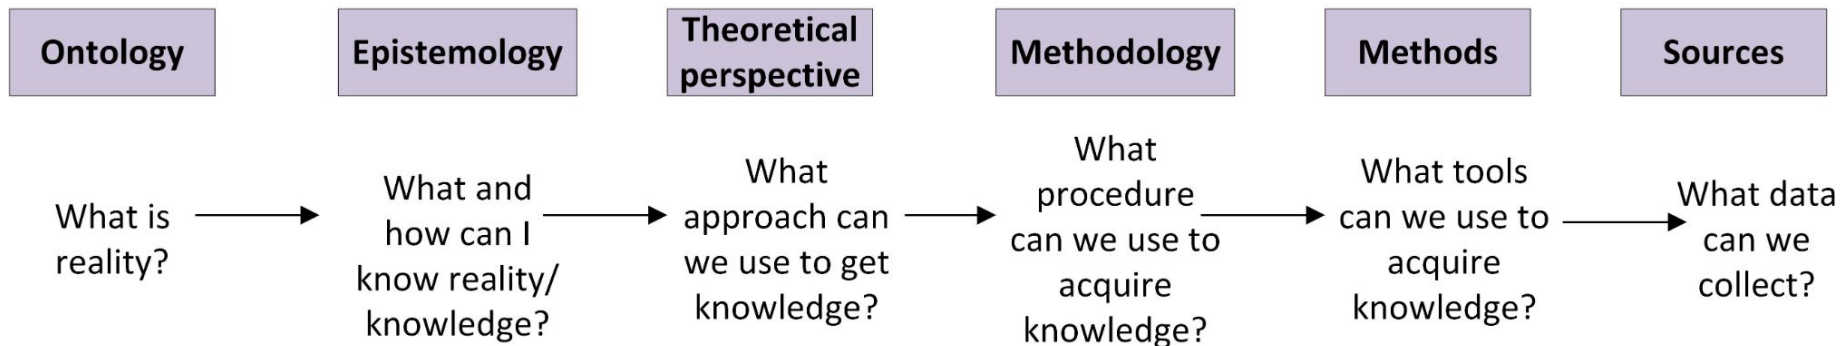 Ontology
Epistemology
Theoretical
perspective
Methodology
Methods
Sources
What is
reality?
What and
how can I
know reality/
knowledge?
What
approach can
we use to get
knowledge?
What
procedure
can we use to
acquire
knowledge?
What tools
can we use to
acquire
knowledge?
What data
can we
collect?